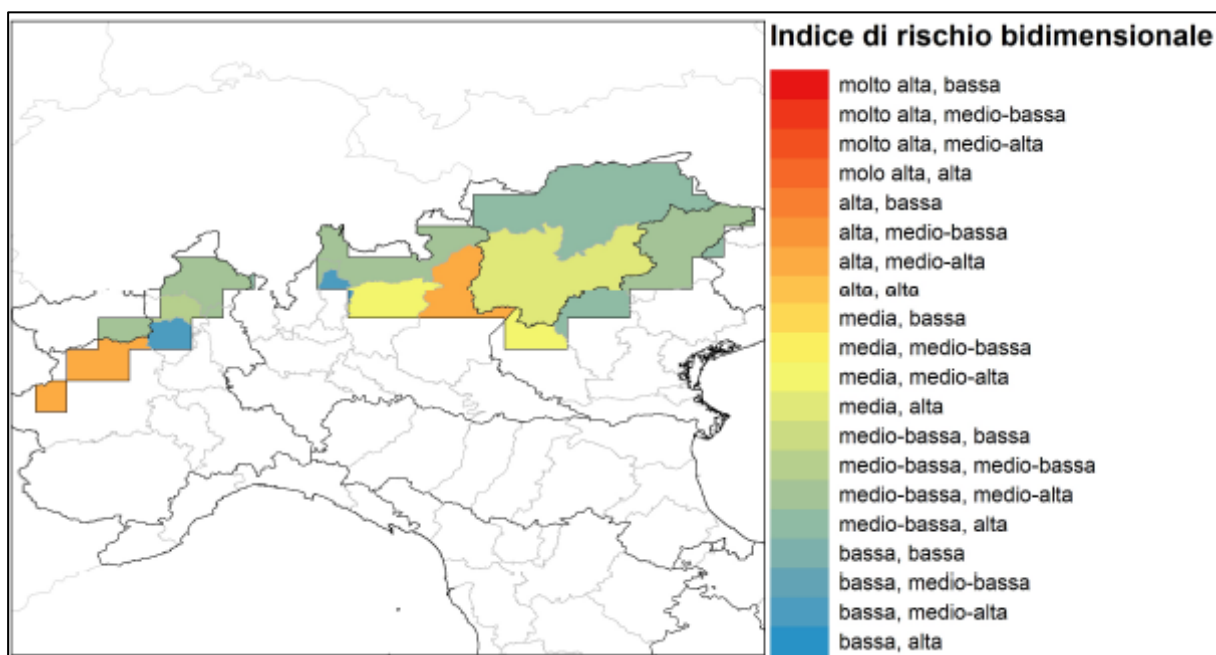 Indice di rischio bidimensionale
molto alta, bassa
molto alta, medio-bassa
molto alta, medio-alta
molo alta, alta
alta, bassa
alta, medio-bassa
alta, medio-alta
alta, alta
media, bassa
media, medio-bassa
media, medio-alta
media, alta
medio-bassa, bassa
medio-bassa, medio-bassa
medio-bassa, medio-alta
medio-bassa, alta
bassa, bassa
bassa, medio-bassa
bassa, medio-alta
bassa, alta